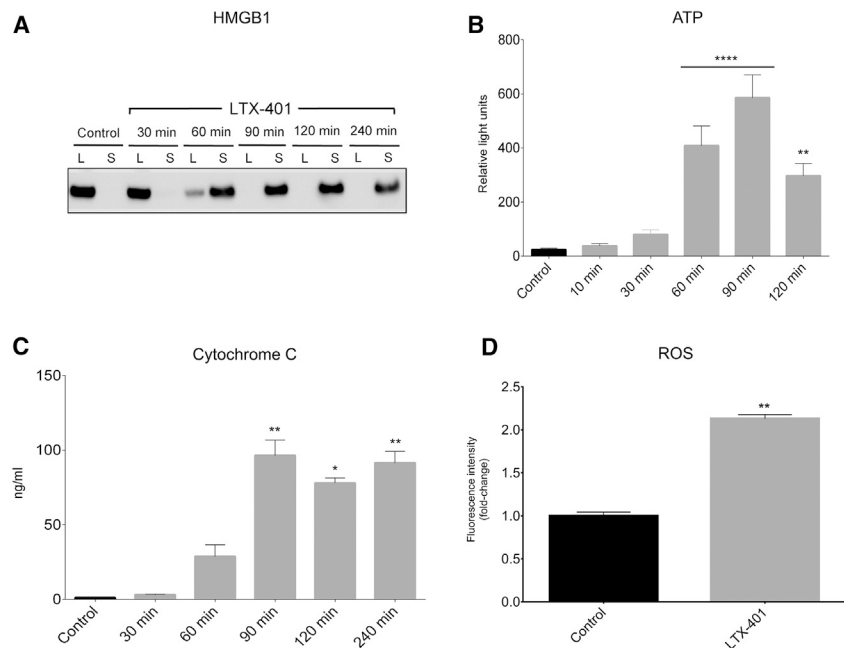 A
HMGB1
LTX-401
Control 30 min 60 min 90 min 120 min 240 min
L S L S L S L S L S L S
B
ATP
Relative light units
800
600
400
200
0
****
**
Control 10 min 30 min 60 min 90 min 120 min
C
Cytochrome C
ng/ml
150
100
50
0
** * **
Control 30 min 60 min 90 min 120 min 240 min
D
ROS
Fluorescence intensity
(fold-change)
2.5
2.0
1.5
1.0
0.5
0.0
**
Control LTX-401